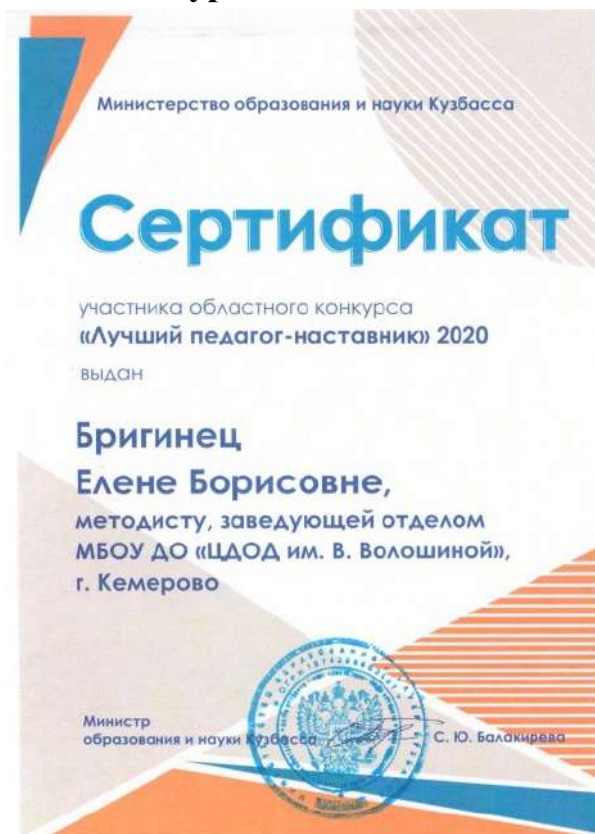 Министерство образования и науки Кузбасса
Сертификат
участника областного конкурса
«Лучший педагог-наставник» 2020
выдан
Бригинец
Елене Борисовне,
методисту, заведующей отделом
МБОУ ДО «ЦДОД им. В. Волошиной»,
г. Кемерово
Министр
образования и науки Кузбасса
С. Ю. Балакирева